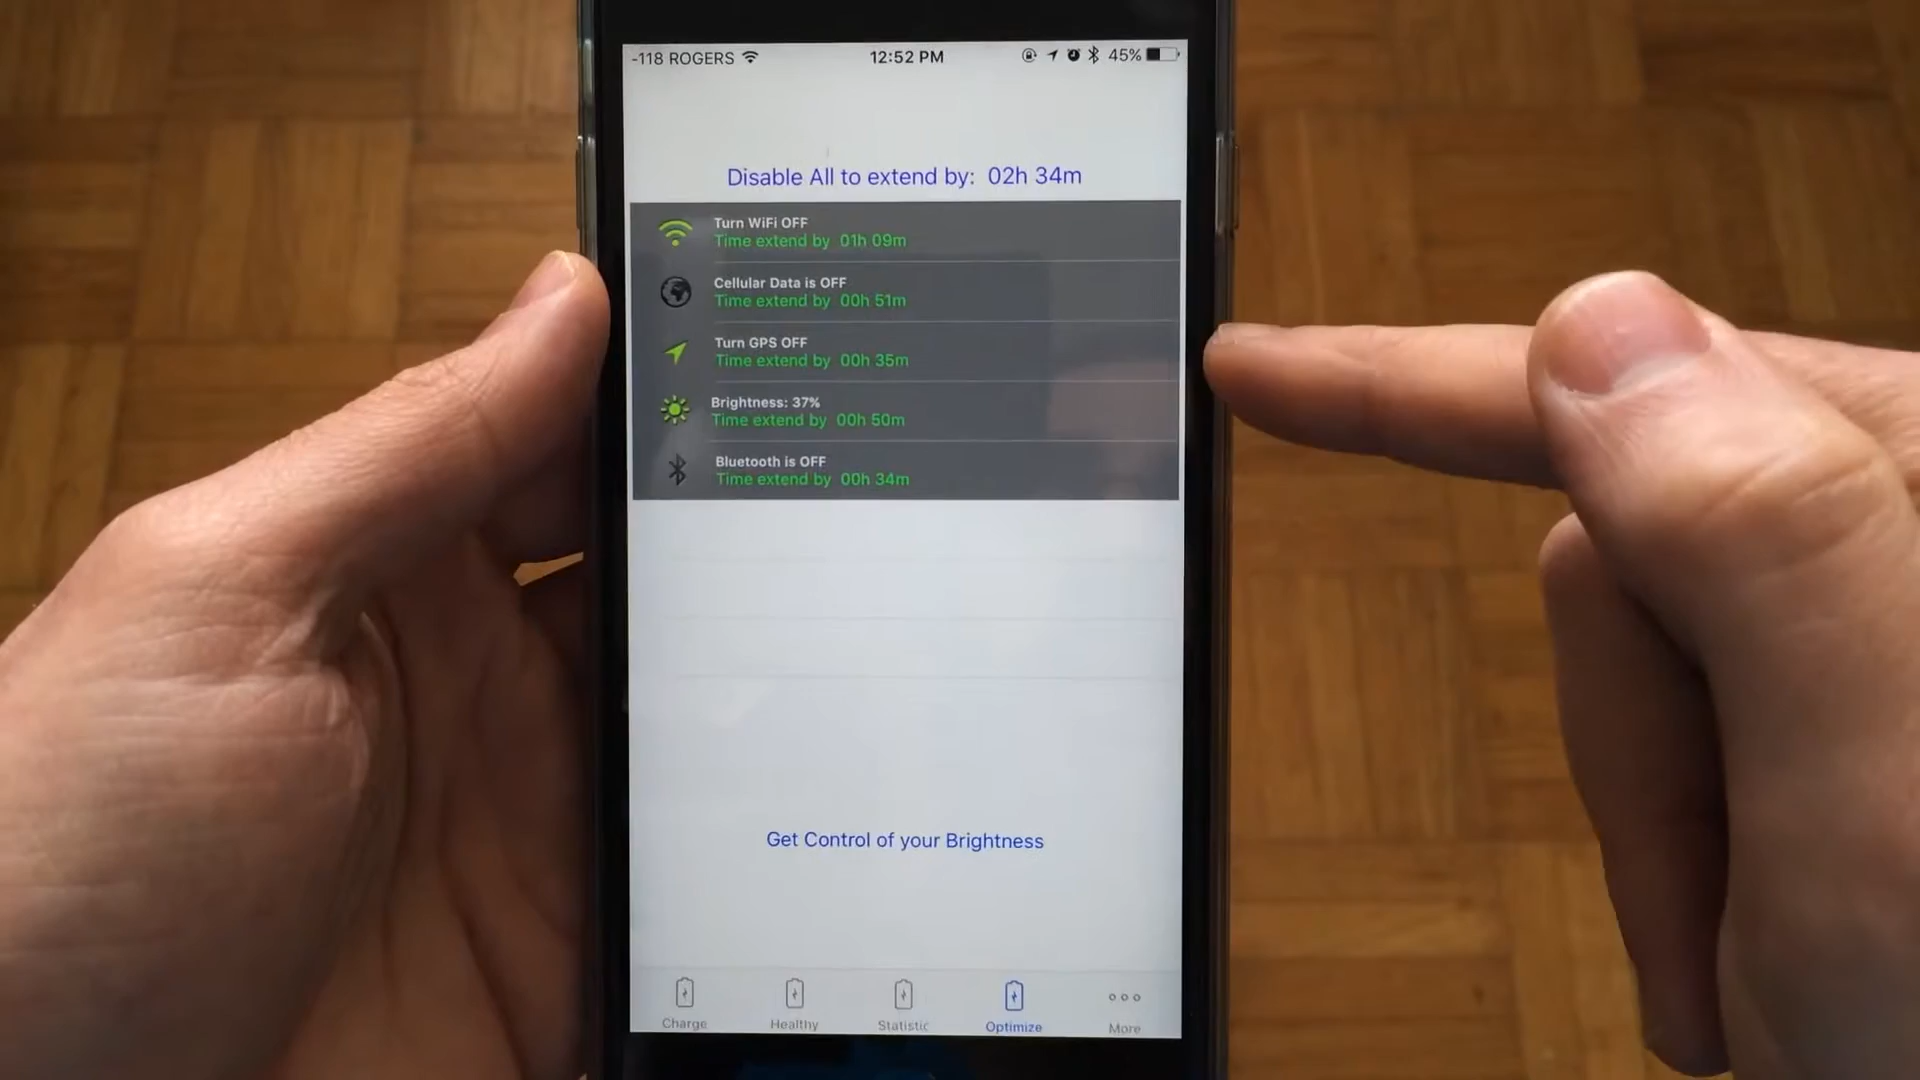 -118 ROGERS 12:52 PM 45%
Disable All to extend by: 02h 34m
Turn WiFi OFF
Time extend by 01h 09m
Cellular Data is OFF
Time extend by 00h 51m
Turn GPS OFF
Time extend by 00h 35m
Brightness: 37%
Time extend by 00h 50m
Bluetooth is OFF
Time extend by 00h 34m
Get Control of your Brightness
Charge Healthy Statistic Optimize More